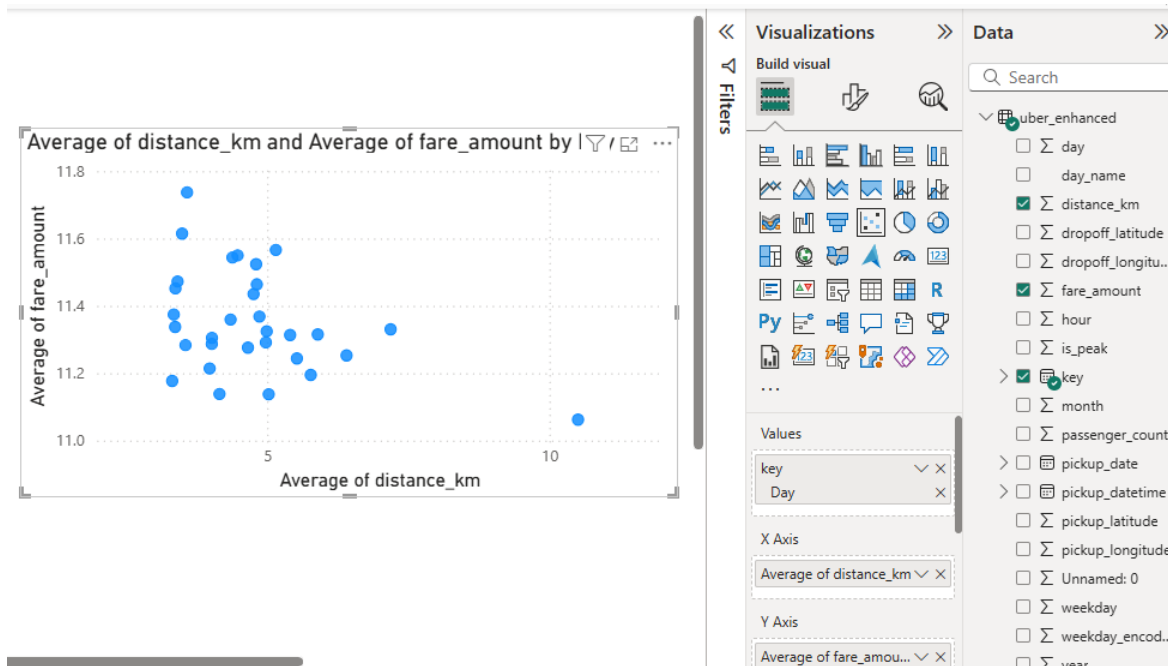 Average of distance_km and Average of fare_amount by
11.8
11.6
11.4
11.2
11.0
Average of fare_amount
5
10
Average of distance_km
Filters
Visualizations
Build visual
123
R
Py
123
...
Values
key
Day
X Axis
Average of distance_km
Y Axis
Average of fare_amou...
Data
Search
uber_enhanced
day
day_name
distance_km
dropoff_latitude
dropoff_longitu...
fare_amount
hour
is_peak
key
month
passenger_count
pickup_date
pickup_datetime
pickup_latitude
pickup_longitude
Unnamed: 0
weekday
weekday_encod...
year